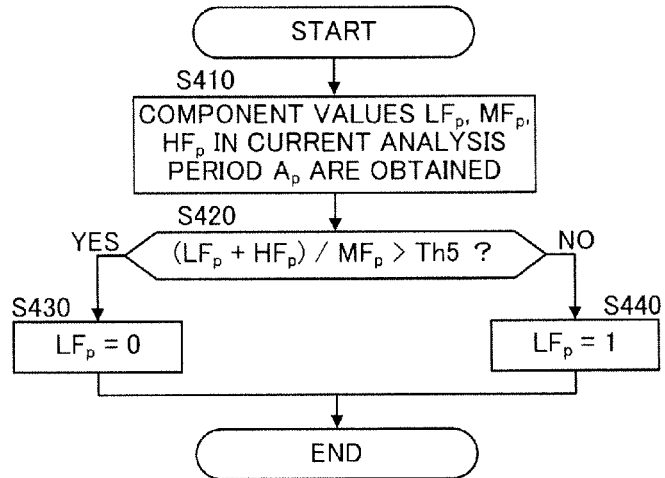 START
S410
COMPONENT VALUES LFp, MFp,
HFp IN CURRENT ANALYSIS
PERIOD Ap ARE OBTAINED
S420
YES
(LFp + HFp) / MFp > Th5 ?
NO
S430
LFp = 0
S440
LFp = 1
END